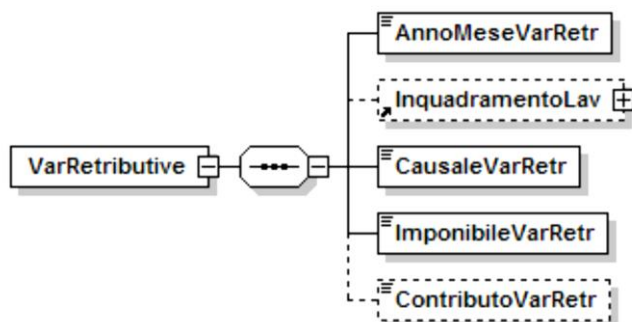 AnnoMeseVarRetr
InquadramentoLav
VarRetributive
CausaleVarRetr
ImponibileVarRetr
ContributoVarRetr